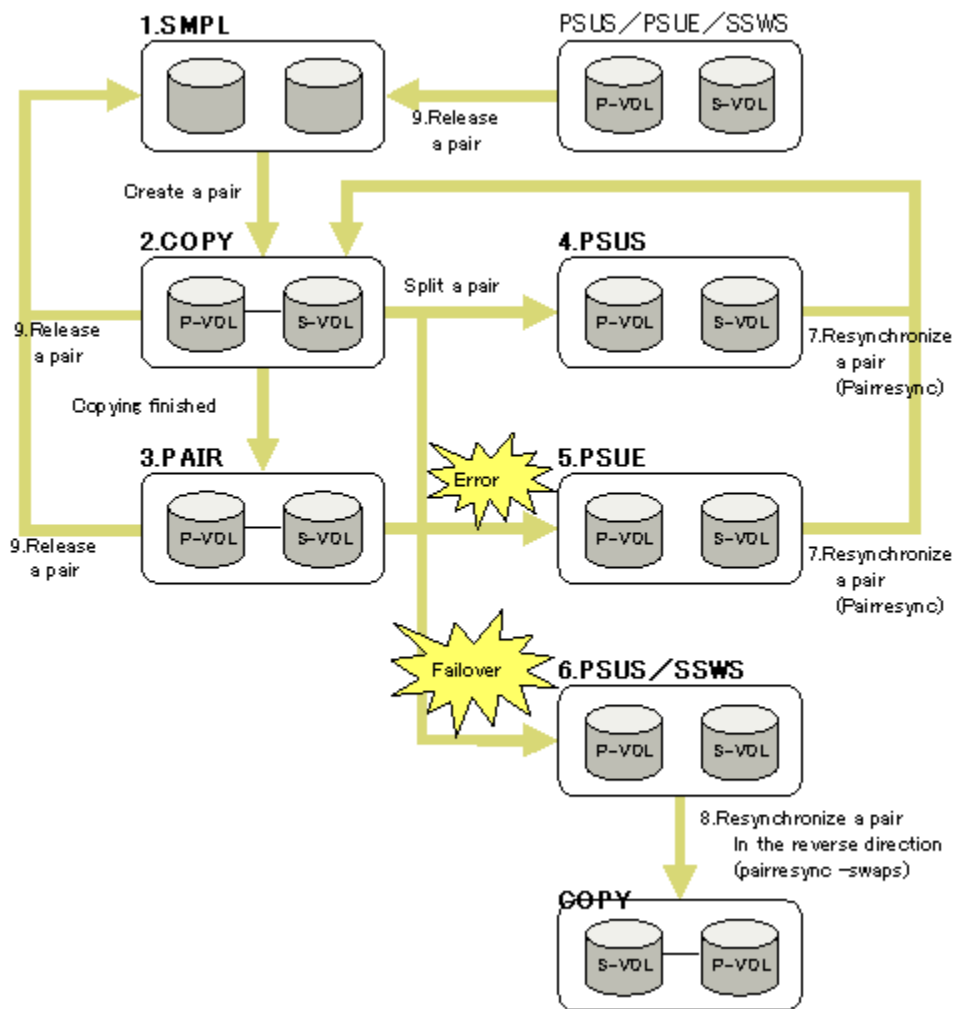 1.SMPL
PSUS／PSUE／SSWS
P-VOL
S-VOL
9.Release
a pair
Create a pair
2.COPY
4.PSUS
Split a pair
P-VOL
S-VOL
P-VOL
S-VOL
9.Release
a pair
7.Resynchronize
a pair
(Pairresync)
Copying finished
3.PAIR
Error
5.PSUE
P-VOL
S-VOL
P-VOL
S-VOL
9.Release
a pair
7.Resynchronize
a pair
(Pairresync)
Failover
6.PSUS／SSWS
P-VOL
S-VOL
8.Resynchronize a pair
In the reverse direction
(pairresync -swaps)
COPY
S-VOL
P-VOL